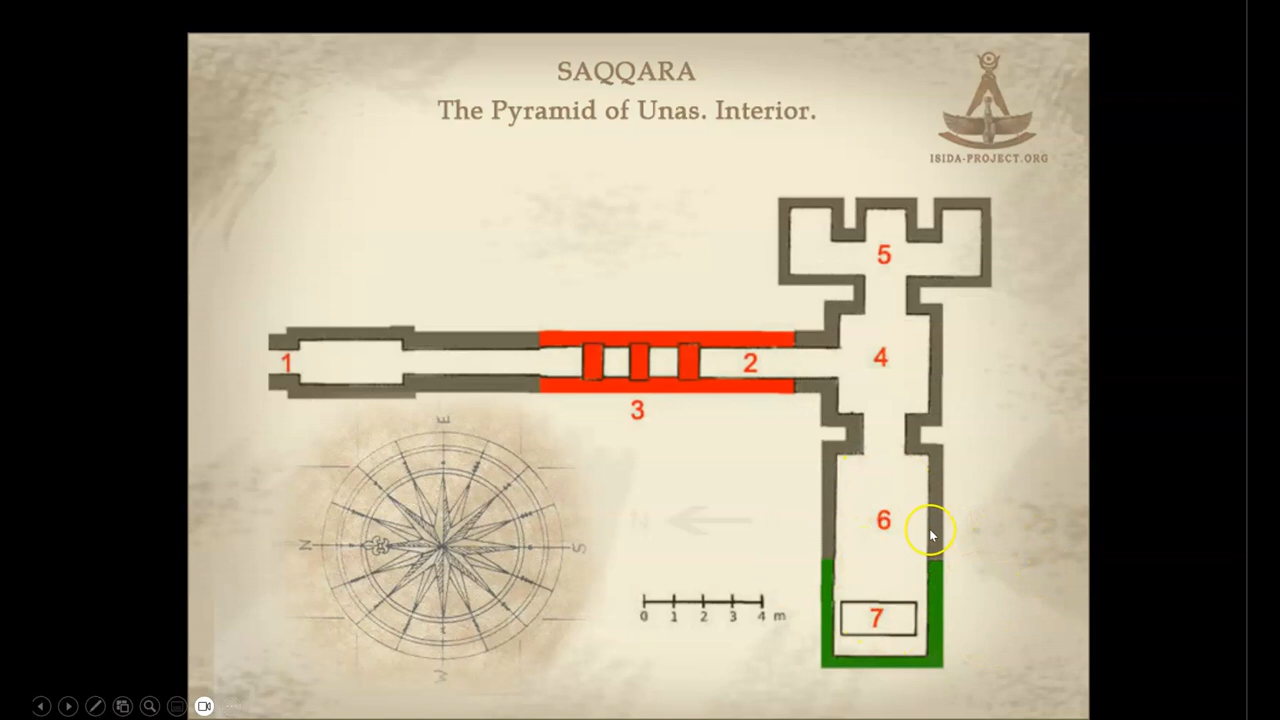 SAQQARA
The Pyramid of Unas. Interior.
ISIDA-PROJECT.ORG
5
1
2
4
3
E
N
S
W
N
6
0 1 2 3 4 m
7